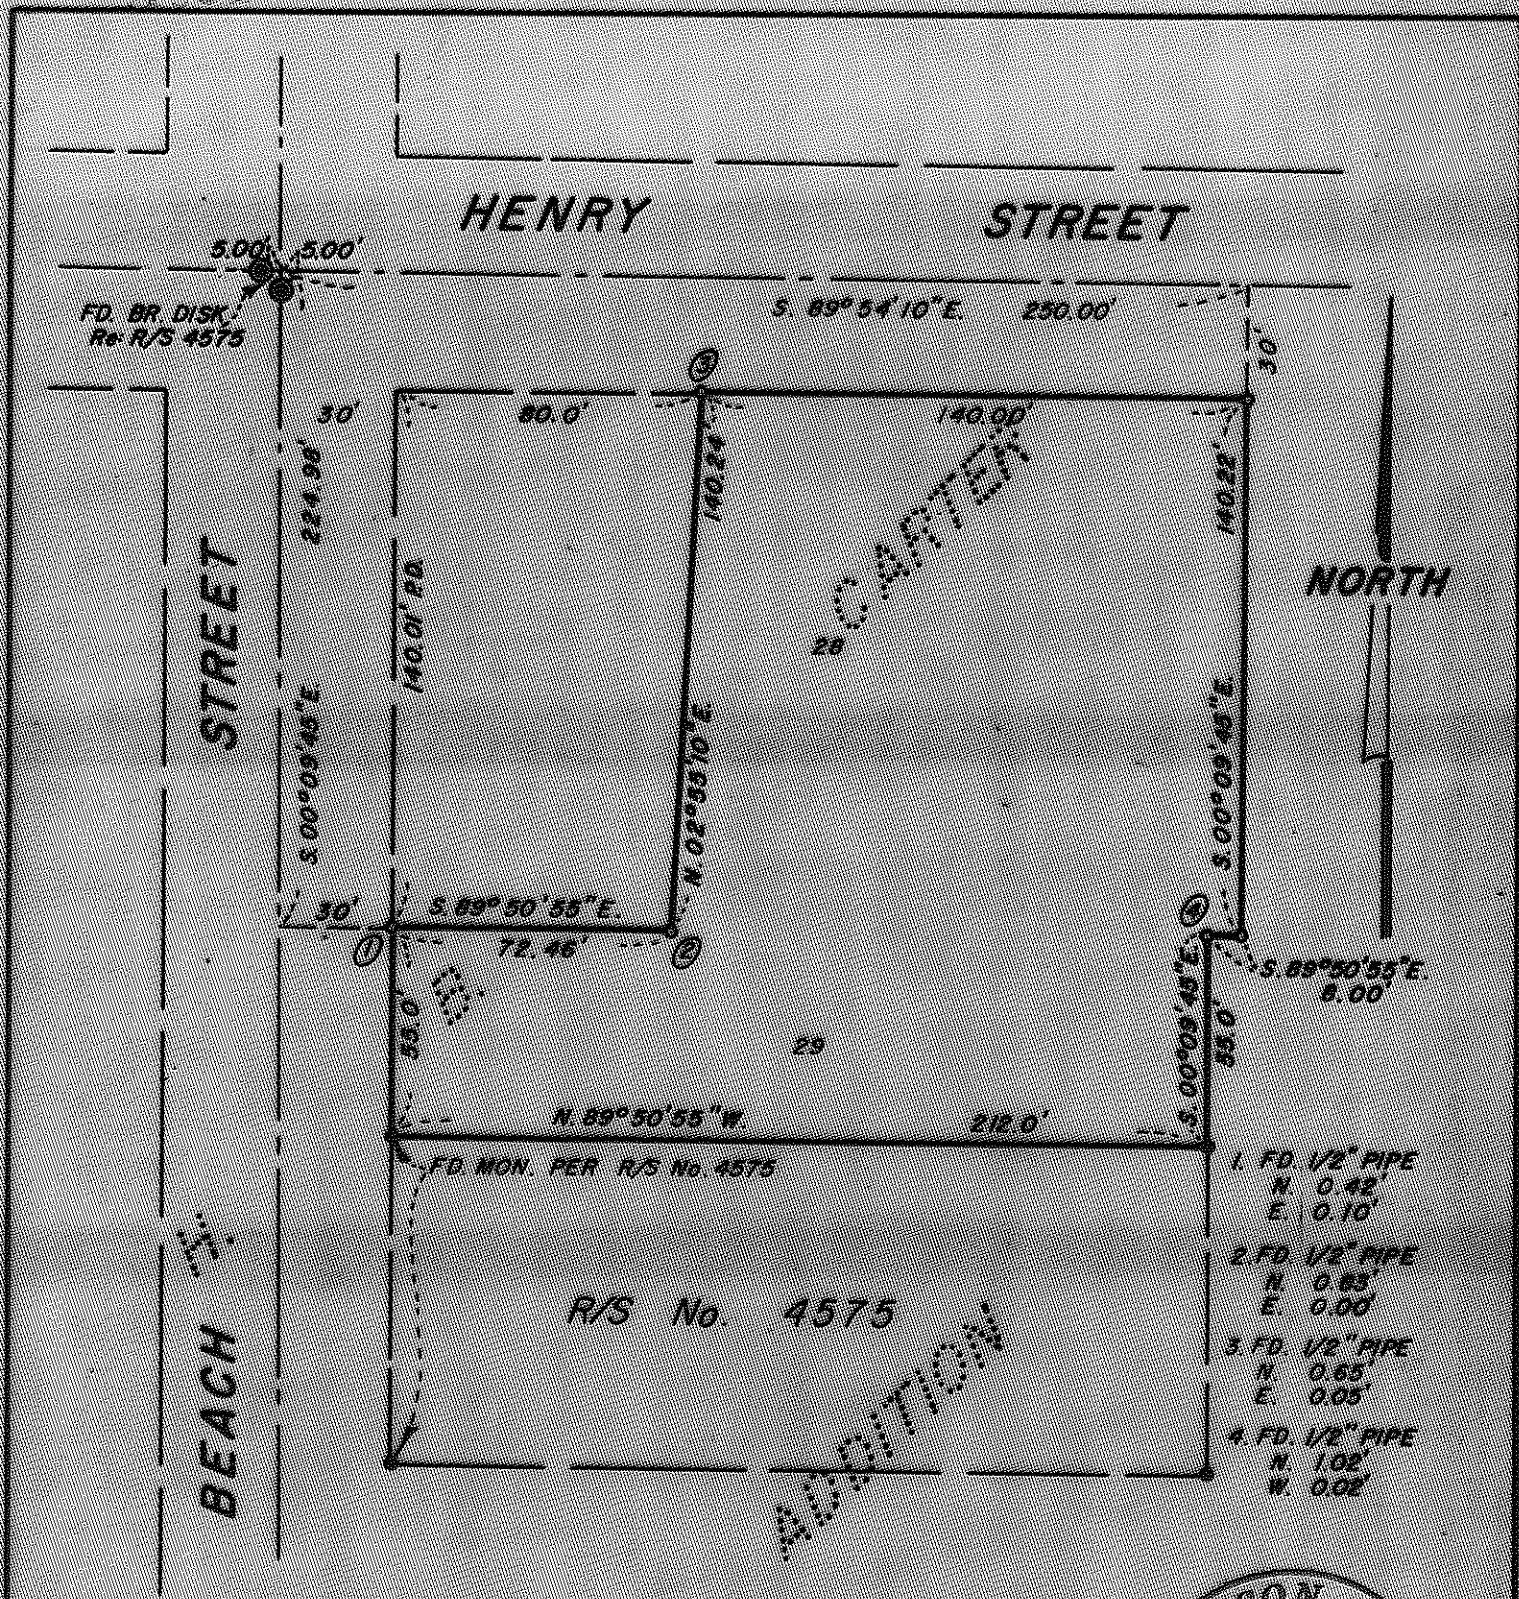 HENRY STREET
5.00' 5.00'
FD. BR. DISK
Re: R/S 4575
S. 89°54'10"E. 250.00'
30'
③
30'
80.0'
140.00'
224.98'
140.24'
140.22'
CARTER
NORTH
STREET
140.01' P.D.
28
S.00°09'45"E.
N.02°55'10"E.
S.00°09'45"E.
30'
S.89°50'55"E.
④
①
72.46'
②
S.89°50'55"E.
8.00'
55.0'
S.00°09'45"E.
55.0'
29
N. 89°50'55"W. 212.0'
FD. MON. PER R/S No. 4575
1. FD. 1/2" PIPE
N. 0.42'
E. 0.10'
2. FD. 1/2" PIPE
N. 0.63'
E. 0.00'
3. FD. 1/2" PIPE
N. 0.65'
E. 0.05'
4. FD. 1/2" PIPE
N. 1.02'
W. 0.02'
R/S No. 4575
BEACH
ADDITION
SON